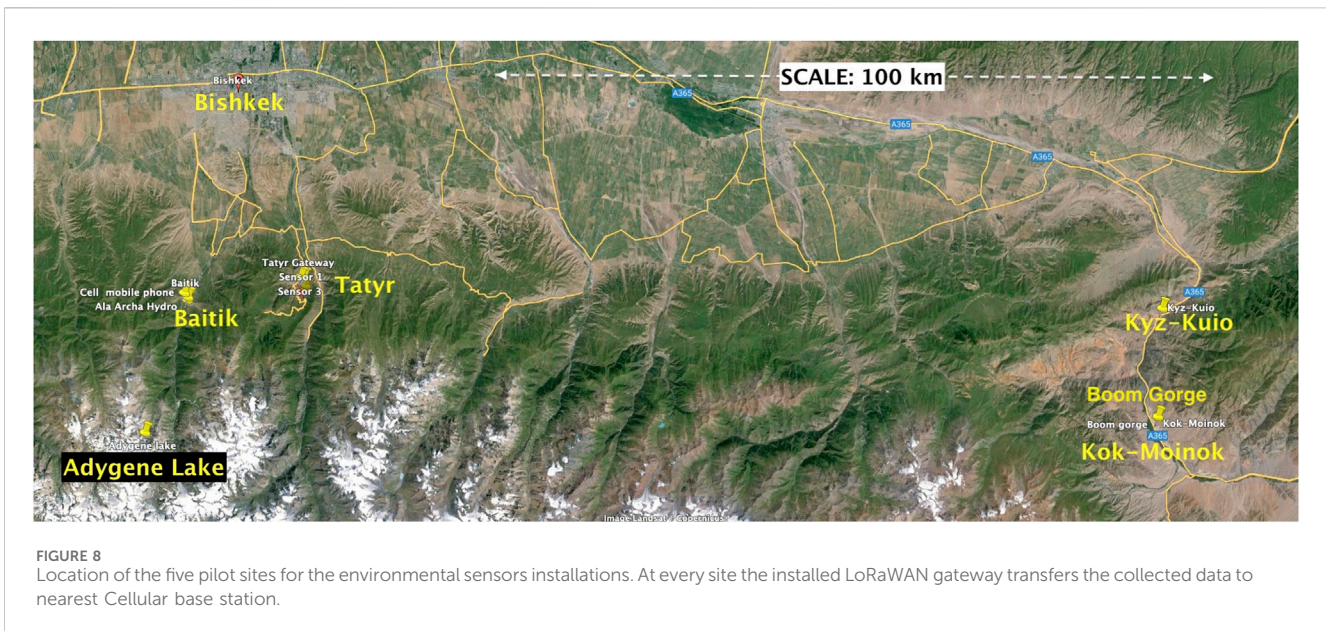 Bishkek
Bishkek
SCALE: 100 km
A365
A365
A365
Tatyr Gateway
Sensor 1
Sensor 3
Tatyr
Baitik
Cell mobile phone
Ala Archa Hydro
Baitik
A365
Kyz-Kuio
Kyz-Kuio
Boom Gorge
Boom gorge
Kok-Moinok
A365
Kok-Moinok
Adygene lake
Adygene Lake
Image Landsat / Copernicus
FIGURE 8
Location of the five pilot sites for the environmental sensors installations. At every site the installed LoRaWAN gateway transfers the collected data to
nearest Cellular base station.